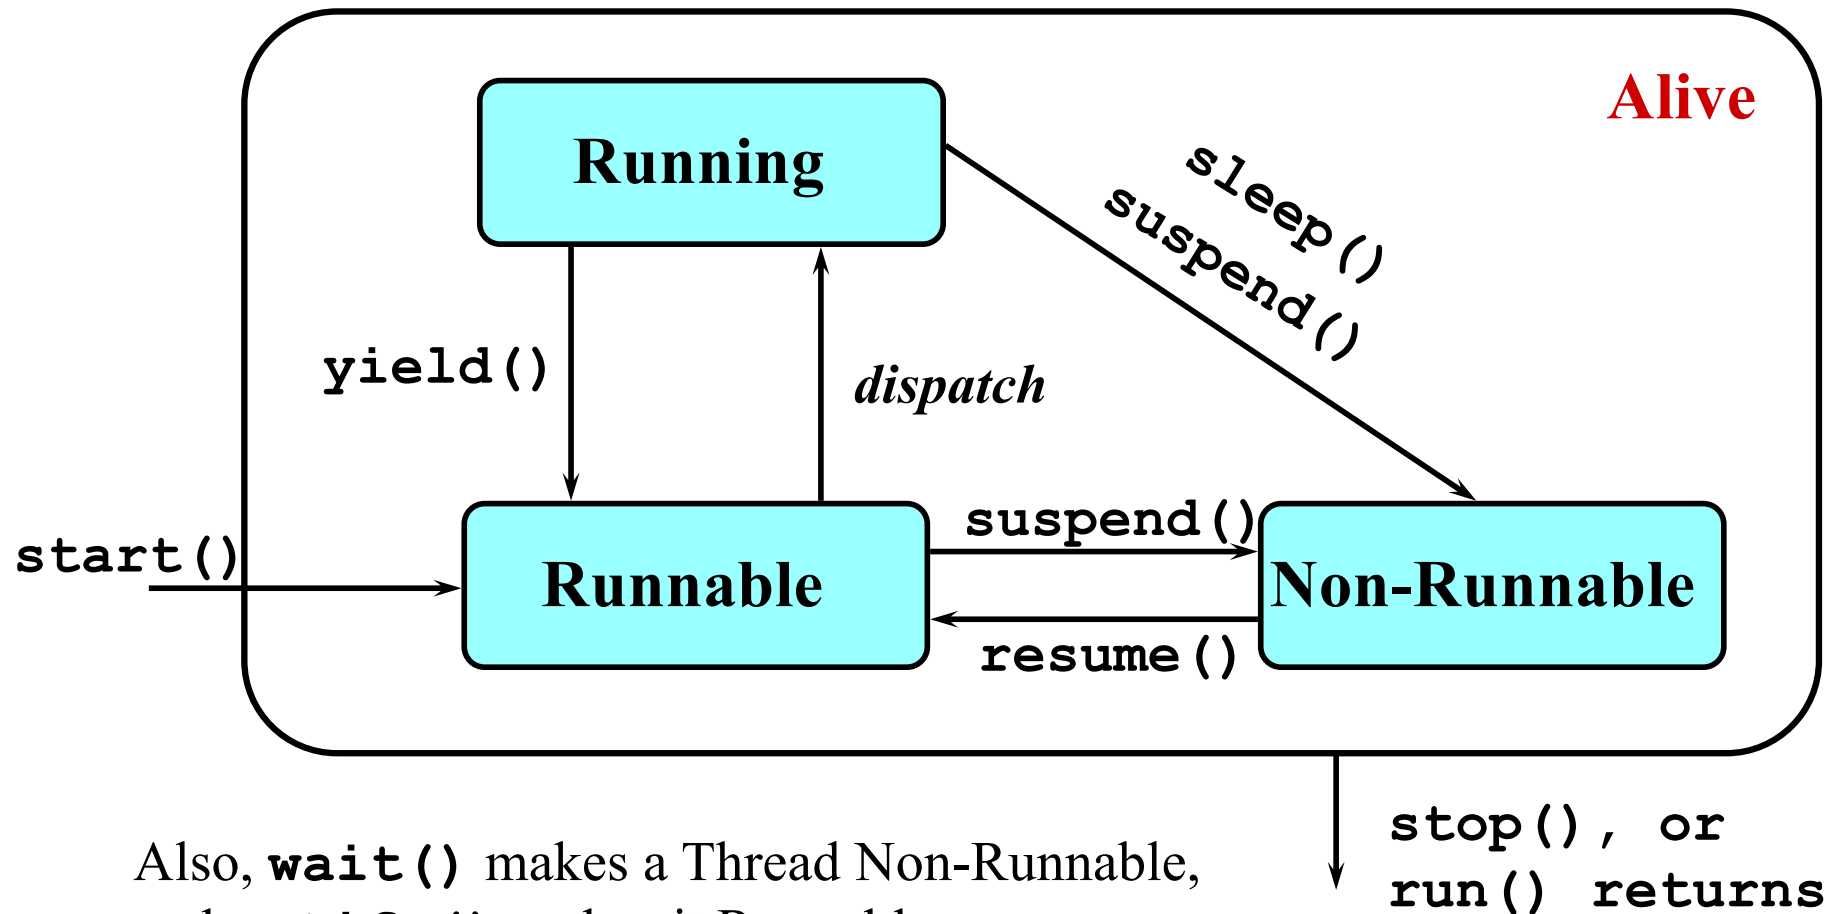 Alive
Running
sleep()
suspend()
yield()
dispatch
start()
suspend()
Runnable
Non-Runnable
resume()
stop(), or
run() returns
Also, wait() makes a Thread Non-Runnable,